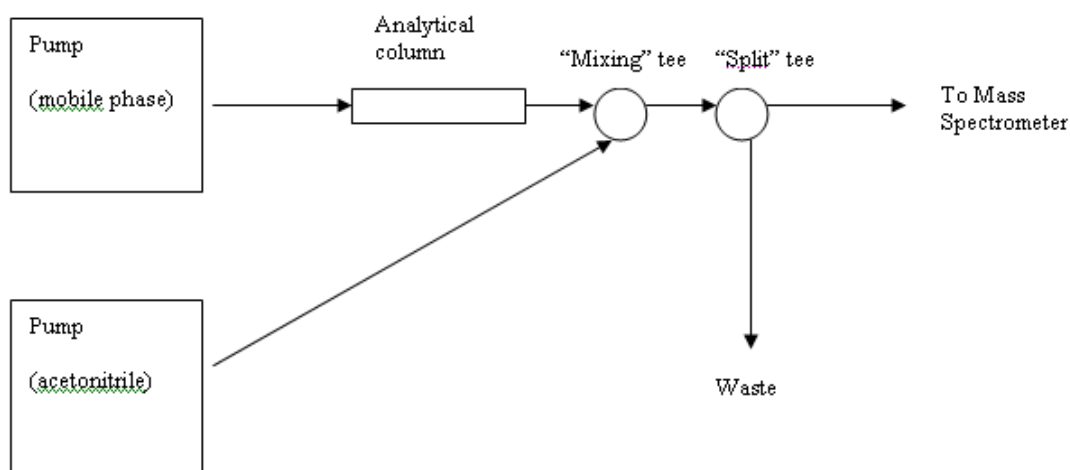 Pump
(mobile phase)
Analytical
column
“Mixing” tee
“Split” tee
To Mass
Spectrometer
Pump
(acetonitrile)
Waste